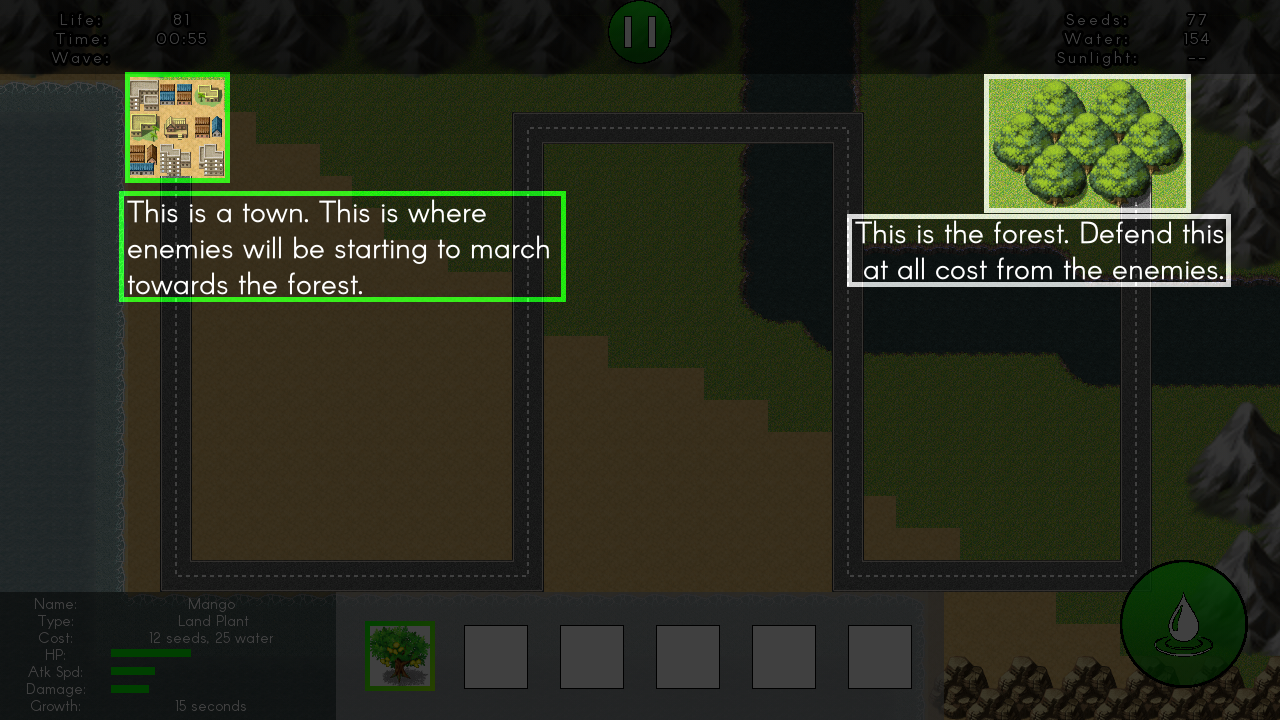 Life: 81
Time: 00:55
Wave:
Seeds: 77
Water: 154
Sunlight: --
This is a town. This is where
enemies will be starting to march
towards the forest.
This is the forest. Defend this
at all cost from the enemies.
Name: Mango
Type: Land Plant
Cost: 12 seeds, 25 water
HP:
Atk Spd:
Damage:
Growth: 15 seconds